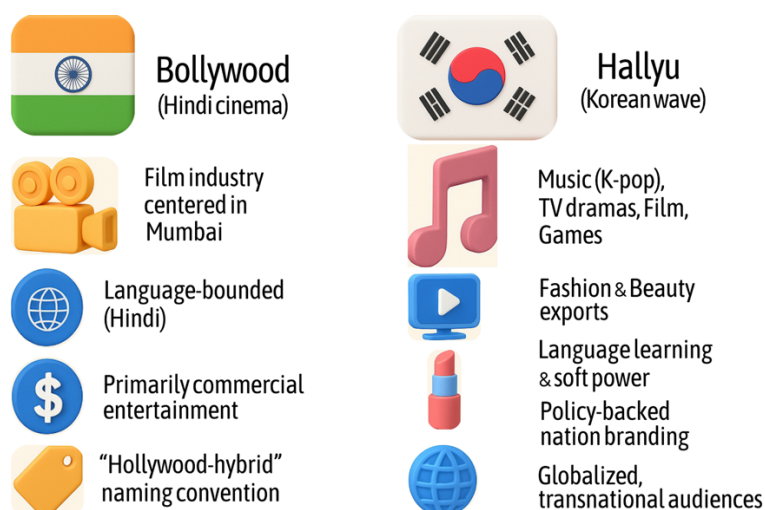 Bollywood
(Hindi cinema)
Film industry
centered in
Mumbai
Language-bounded
(Hindi)
$
Primarily commercial
entertainment
“Hollywood-hybrid”
naming convention
Hallyu
(Korean wave)
Music (K-pop),
TV dramas, Film,
Games
Fashion & Beauty
exports
Language learning
& soft power
Policy-backed
nation branding
Globalized,
transnational audiences